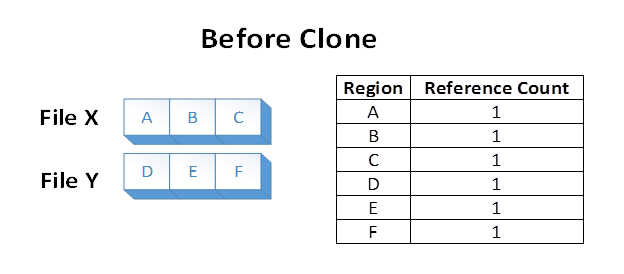 Before Clone
File X
A B C
File Y
D E F
Region Reference Count
A 1
B 1
C 1
D 1
E 1
F 1